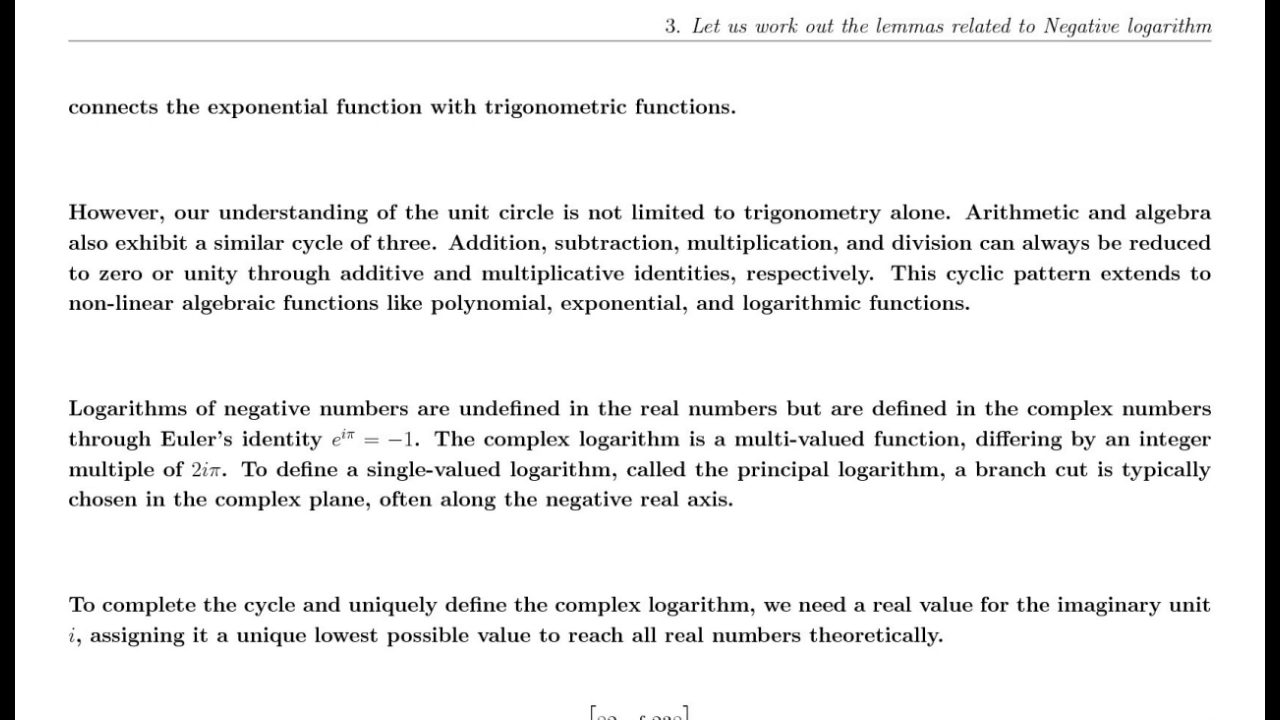 3. Let us work out the lemmas related to Negative logarithm
connects the exponential function with trigonometric functions.
However, our understanding of the unit circle is not limited to trigonometry alone. Arithmetic and algebra
also exhibit a similar cycle of three. Addition, subtraction, multiplication, and division can always be reduced
to zero or unity through additive and multiplicative identities, respectively. This cyclic pattern extends to
non-linear algebraic functions like polynomial, exponential, and logarithmic functions.
Logarithms of negative numbers are undefined in the real numbers but are defined in the complex numbers
through Euler's identity e^{iπ} = −1. The complex logarithm is a multi-valued function, differing by an integer
multiple of 2iπ. To define a single-valued logarithm, called the principal logarithm, a branch cut is typically
chosen in the complex plane, often along the negative real axis.
To complete the cycle and uniquely define the complex logarithm, we need a real value for the imaginary unit
i, assigning it a unique lowest possible value to reach all real numbers theoretically.